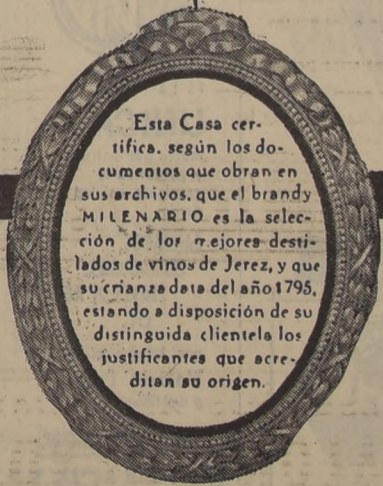 Esta Casa cer-
tifica, según los do-
cumentos que obran en
sus archivos, que el brandy
MILENARIO es la selec-
ción de los mejores desti-
lados de vinos de Jerez, y que
su crianza data del año 1795,
estando a disposición de su
distinguida clientela los
justificantes que acre-
ditan su origen.